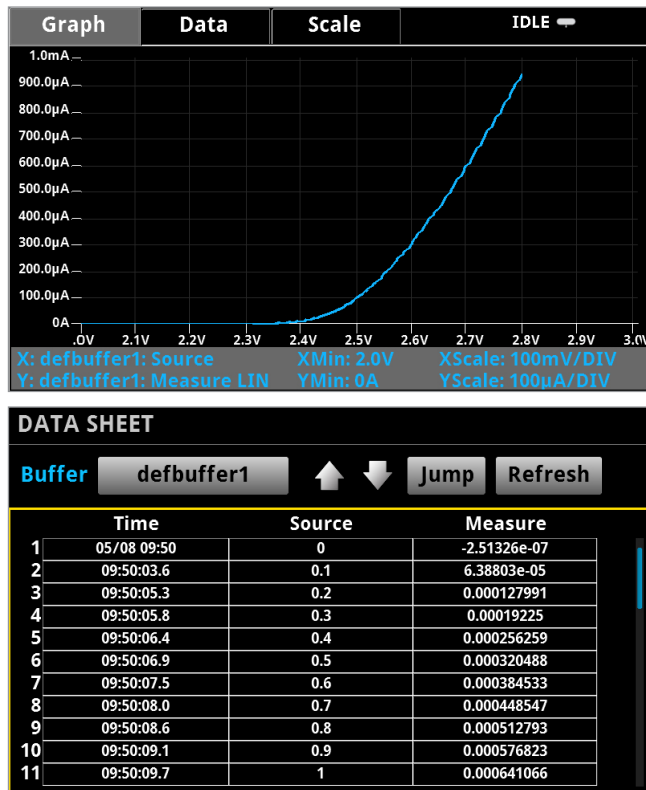 Graph Data Scale IDLE
1.0mA
900.0µA
800.0µA
700.0µA
600.0µA
500.0µA
400.0µA
300.0µA
200.0µA
100.0µA
0A
.0V 2.1V 2.2V 2.3V 2.4V 2.5V 2.6V 2.7V 2.8V 2.9V 3.0V
X: defbuffer1: Source XMin: 2.0V XScale: 100mV/DIV
Y: defbuffer1: Measure LIN YMin: 0A YScale: 100µA/DIV
DATA SHEET
Buffer defbuffer1 Jump Refresh
Time Source Measure
1 05/08 09:50 0 -2.51326e-07
2 09:50:03.6 0.1 6.38803e-05
3 09:50:05.3 0.2 0.000127991
4 09:50:05.8 0.3 0.00019225
5 09:50:06.4 0.4 0.000256259
6 09:50:06.9 0.5 0.000320488
7 09:50:07.5 0.6 0.000384533
8 09:50:08.0 0.7 0.000448547
9 09:50:08.6 0.8 0.000512793
10 09:50:09.1 0.9 0.000576823
11 09:50:09.7 1 0.000641066